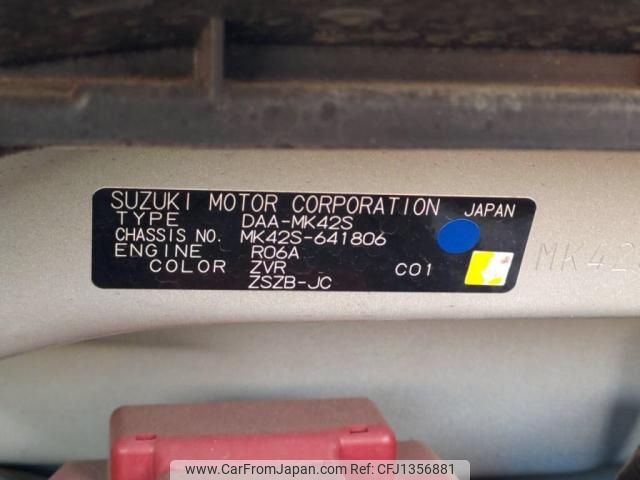 SUZUKI MOTOR CORPORATION JAPAN
TYPE DAA-MK42S
CHASSIS NO. MK42S-641806
ENGINE R06A
COLOR ZVR C01
ZSZB-JC
MK42
www.CarFromJapan.com - CFJ1356881